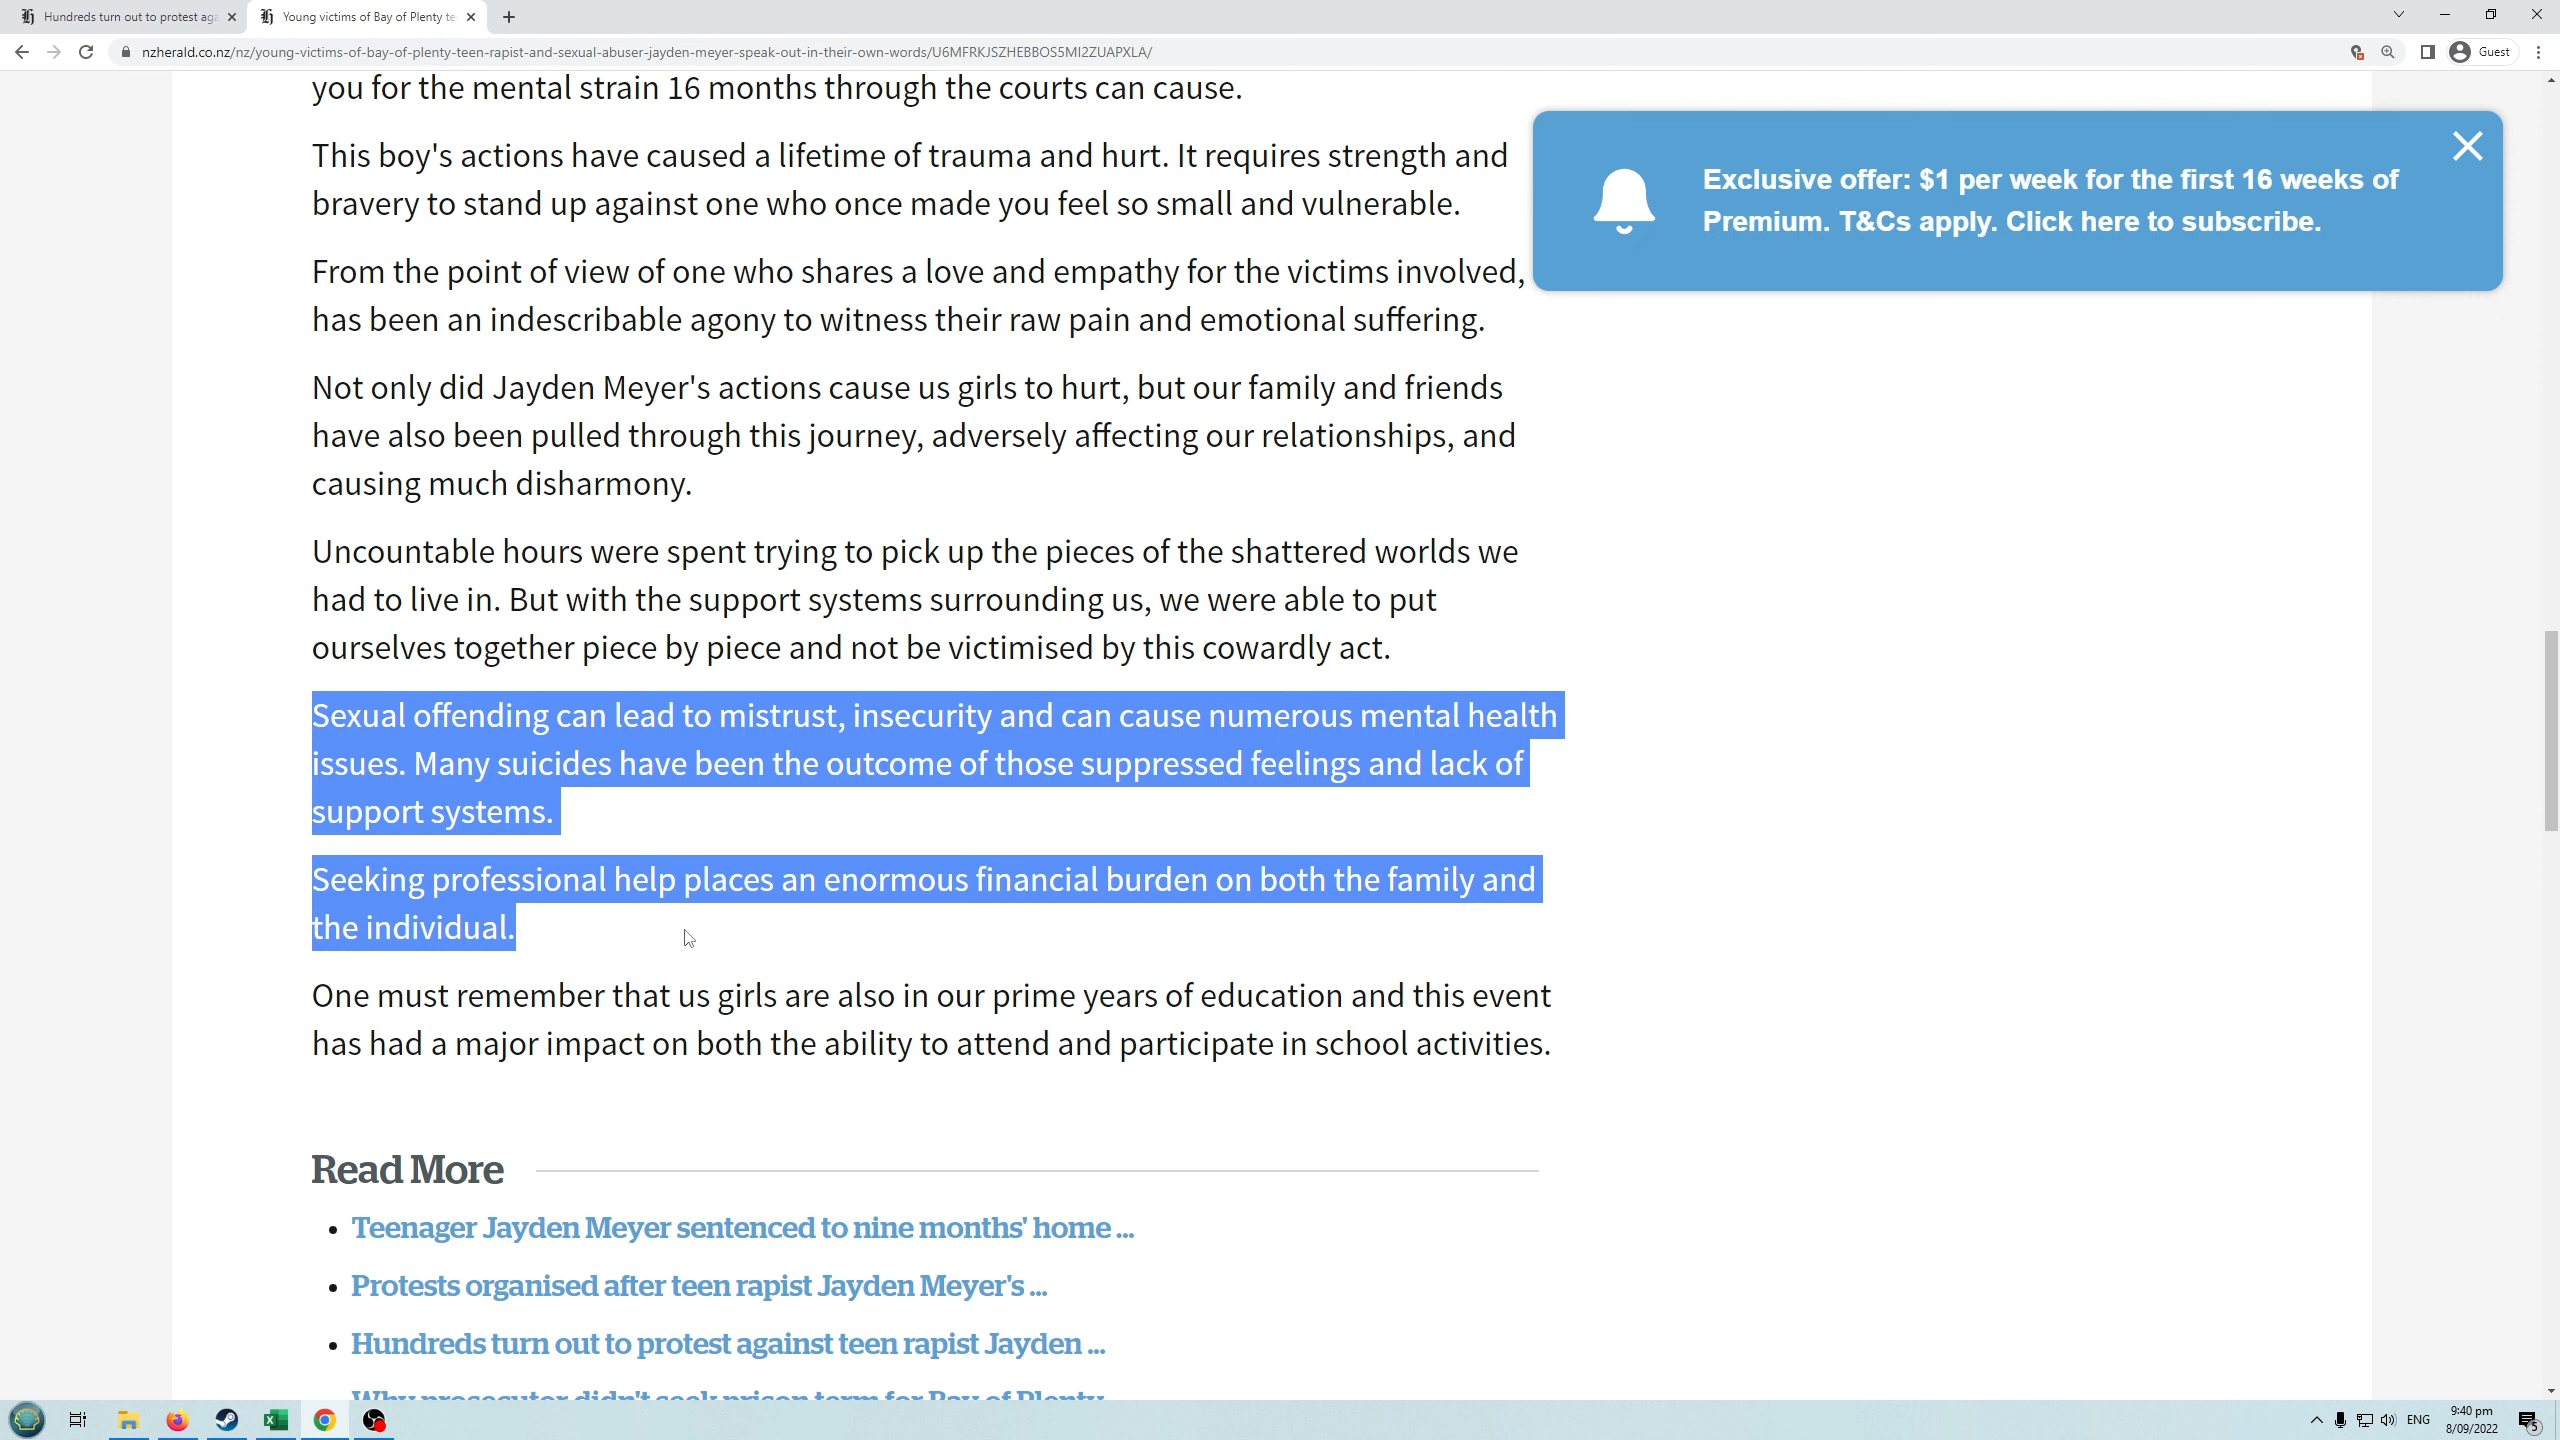 Hundreds turn out to protest aga
Young victims of Bay of Plenty te
nzherald.co.nz/nz/young-victims-of-bay-of-plenty-teen-rapist-and-sexual-abuser-jayden-meyer-speak-out-in-their-own-words/U6MFRKJSZHEBBOS5MI2ZUAPXLA/
Guest
you for the mental strain 16 months through the courts can cause.
This boy's actions have caused a lifetime of trauma and hurt. It requires strength and
bravery to stand up against one who once made you feel so small and vulnerable.
From the point of view of one who shares a love and empathy for the victims involved,
has been an indescribable agony to witness their raw pain and emotional suffering.
Not only did Jayden Meyer's actions cause us girls to hurt, but our family and friends
have also been pulled through this journey, adversely affecting our relationships, and
causing much disharmony.
Uncountable hours were spent trying to pick up the pieces of the shattered worlds we
had to live in. But with the support systems surrounding us, we were able to put
ourselves together piece by piece and not be victimised by this cowardly act.
Sexual offending can lead to mistrust, insecurity and can cause numerous mental health
issues. Many suicides have been the outcome of those suppressed feelings and lack of
support systems.
Seeking professional help places an enormous financial burden on both the family and
the individual.
One must remember that us girls are also in our prime years of education and this event
has had a major impact on both the ability to attend and participate in school activities.
Exclusive offer: $1 per week for the first 16 weeks of
Premium. T&Cs apply. Click here to subscribe.
Read More
• Teenager Jayden Meyer sentenced to nine months' home ...
• Protests organised after teen rapist Jayden Meyer's ...
• Hundreds turn out to protest against teen rapist Jayden ...
Why prosecutor didn't seek prison term for Bay of Plenty
ENG
9:40 pm
8/09/2022
5